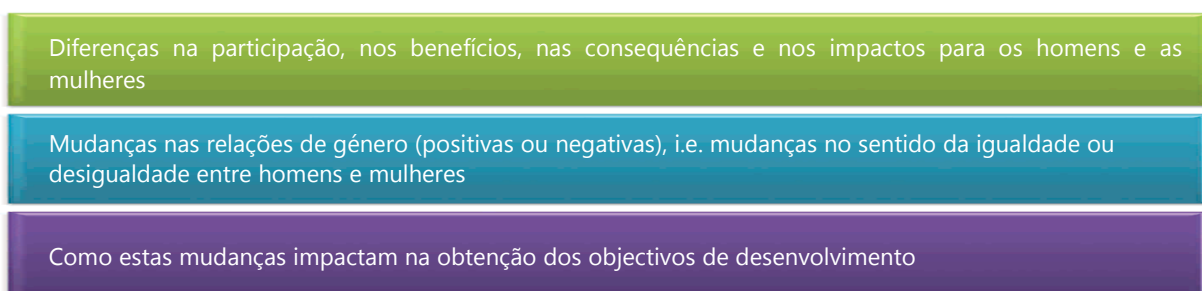 Diferenças na participação, nos benefícios, nas consequências e nos impactos para os homens e as
mulheres
Mudanças nas relações de género (positivas ou negativas), i.e. mudanças no sentido da igualdade ou
desigualdade entre homens e mulheres
Como estas mudanças impactam na obtenção dos objectivos de desenvolvimento